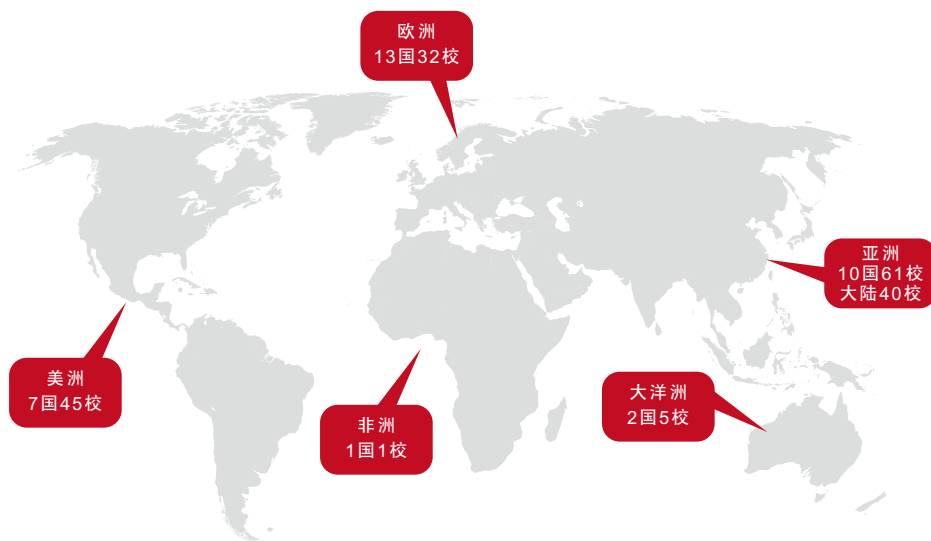 欧洲
13国32校
亚洲
10国61校
大陆40校
美洲
7国45校
非洲
1国1校
大洋洲
2国5校